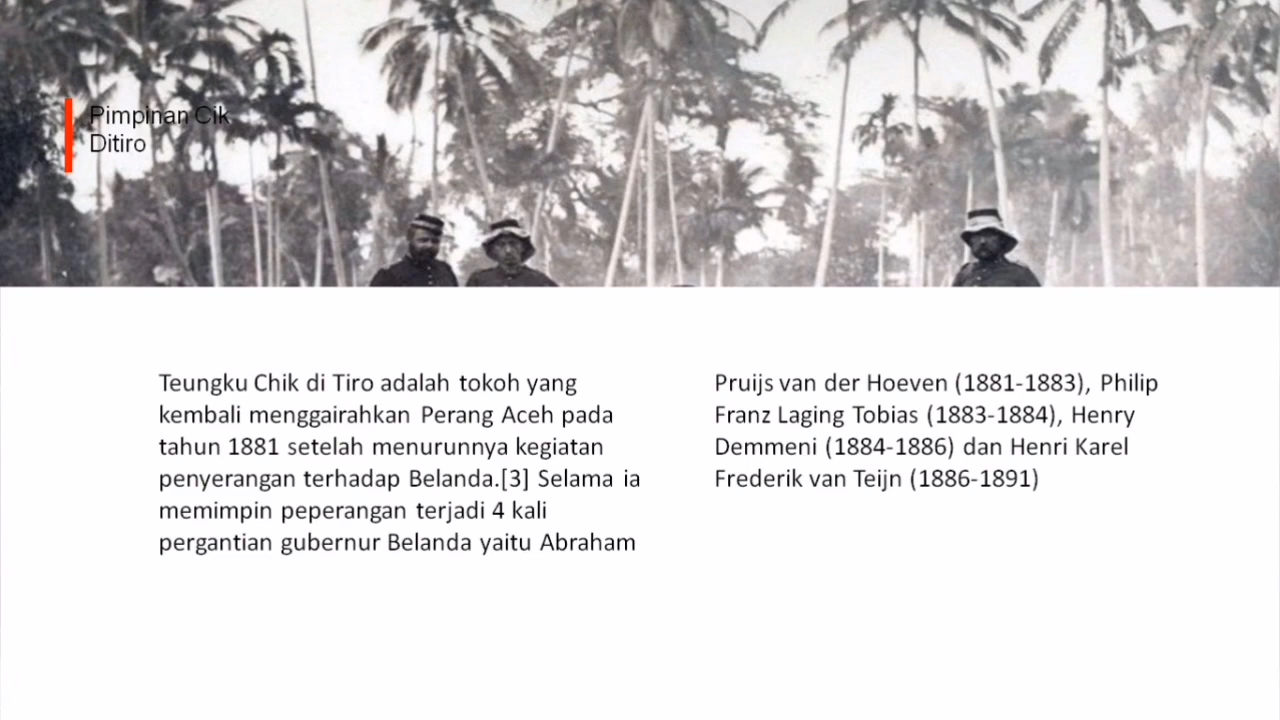 Pimpinan Cik
Ditiro
Teungku Chik di Tiro adalah tokoh yang
kembali menggairahkan Perang Aceh pada
tahun 1881 setelah menurunnya kegiatan
penyerangan terhadap Belanda.[3] Selama ia
memimpin peperangan terjadi 4 kali
pergantian gubernur Belanda yaitu Abraham
Pruijs van der Hoeven (1881-1883), Philip
Franz Laging Tobias (1883-1884), Henry
Demmeni (1884-1886) dan Henri Karel
Frederik van Teijn (1886-1891)